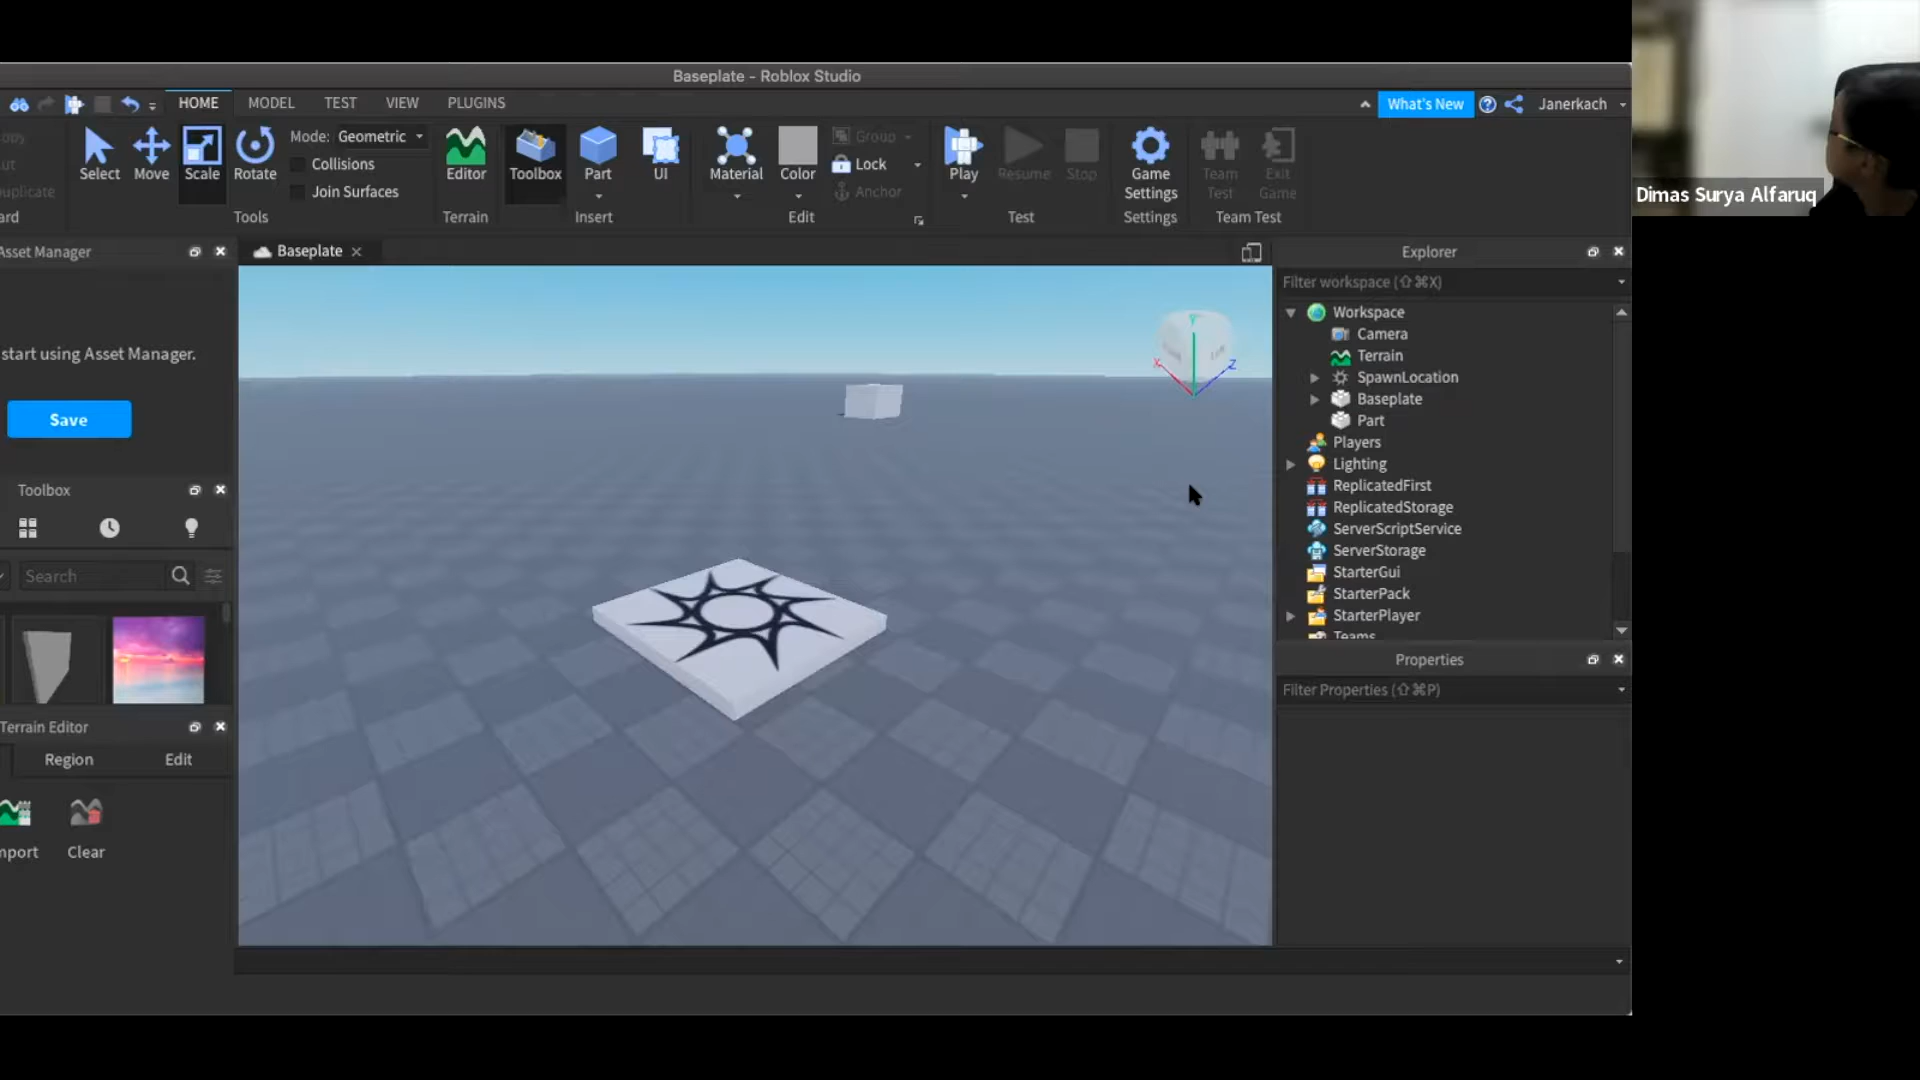 Baseplate - Roblox Studio
HOME MODEL TEST VIEW PLUGINS
What's New
Janerkach
Select
Move
Scale
Rotate
Mode: Geometric
Collisions
Join Surfaces
Tools
Editor
Terrain
Toolbox
Part
UI
Insert
Material
Color
Group
Lock
Anchor
Edit
Play
Resume
Stop
Test
Game
Settings
Settings
Team
Test
Exit
Game
Team Test
Dimas Surya Alfaruq
Asset Manager
start using Asset Manager.
Save
Toolbox
Search
Terrain Editor
Region
Edit
mport
Clear
Baseplate
Y
X
Z
Explorer
Filter workspace (⇧⌘X)
Workspace
Camera
Terrain
SpawnLocation
Baseplate
Part
Players
Lighting
ReplicatedFirst
ReplicatedStorage
ServerScriptService
ServerStorage
StarterGui
StarterPack
StarterPlayer
Teams
Properties
Filter Properties (⇧⌘P)